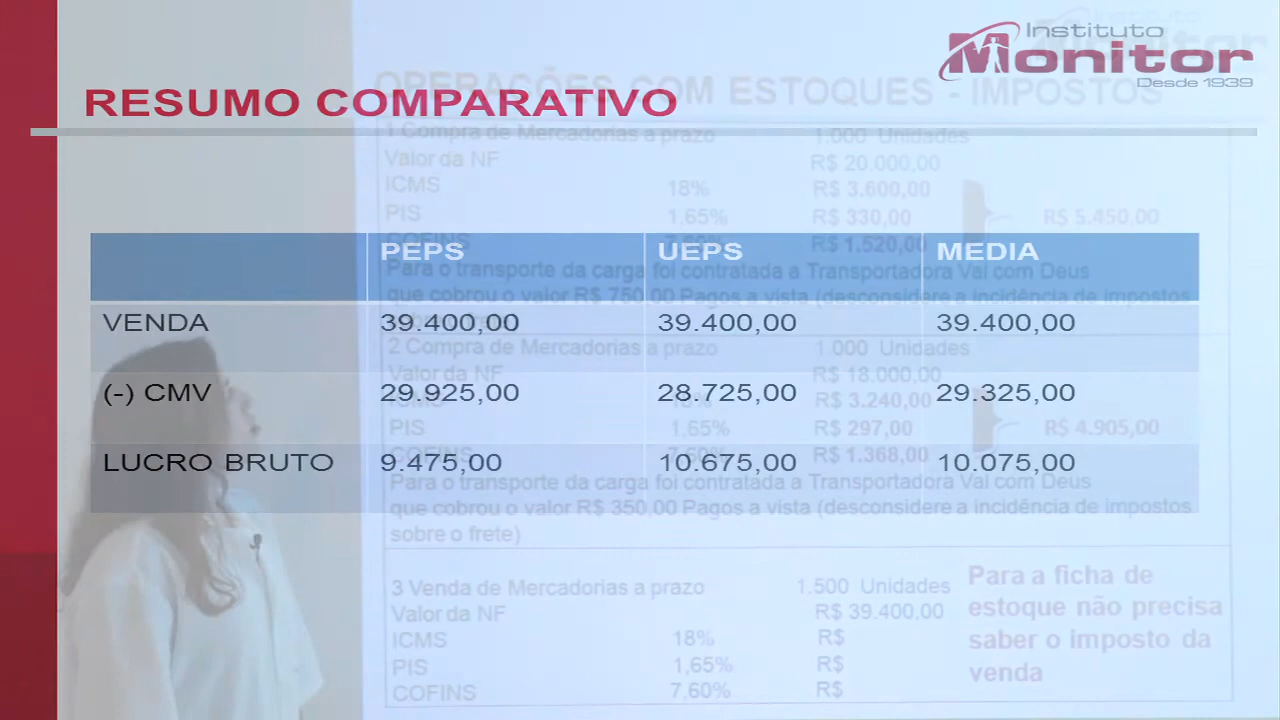 Instituto
Monitor
Desde 1939
OPERAÇÕES COM ESTOQUES - IMPOSTOS
RESUMO COMPARATIVO
1 Compra de Mercadorias a prazo 1.000 Unidades
Valor da NF R$ 20.000,00
ICMS 18% R$ 3.600,00
PIS 1.65% R$ 330,00 R$ 5.450,00
R$ 1.520,00
PEPS UEPS MEDIA
Para o transporte da carga foi contratada a Transportadora Vai com Deus
que cobrou o valor R$ 750,00 Pagos a vista (desconsidere a incidência de impostos
VENDA 39.400,00 39.400,00 39.400,00
2 Compra de Mercadorias a prazo 1.000 Unidades
Valor da NF R$ 18.000,00
(-) CMV 29.925,00 28.725,00 29.325,00
R$ 3.240,00
PIS 1,65% R$ 297,00 R$ 4.905,00
R$ 1.368,00
LUCRO BRUTO 9.475,00 10.675,00 10.075,00
Para o transporte da carga foi contratada a Transportadora Vai com Deus
que cobrou o valor R$ 350,00 Pagos a vista (desconsidere a incidência de impostos
sobre o frete)
3 Venda de Mercadorias a prazo 1.500 Unidades
Valor da NF R$ 39.400,00
ICMS 18% R$
PIS 1,65% R$
COFINS 7,60% R$
Para a ficha de
estoque não precisa
saber o imposto da
venda